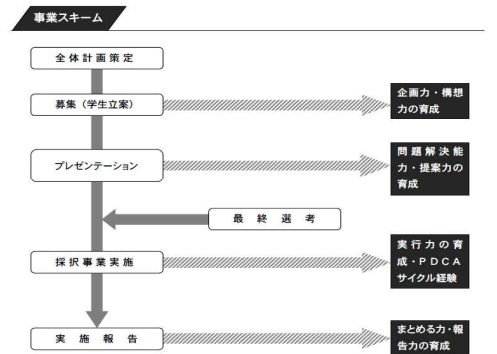 事業スキーム
全体計画策定
募集（学生立案）
企画力・構想
力の育成
プレゼンテーション
問題解決能
力・提案力の
育成
最終選考
採択事業実施
実行力の育
成・ＰＤＣＡ
サイクル経験
実施報告
まとめる力・報
告力の育成